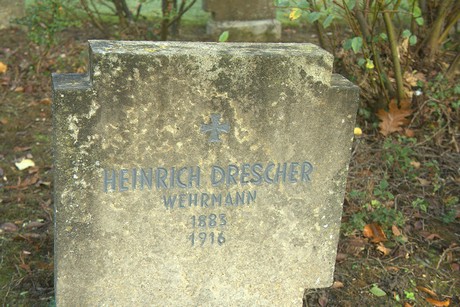 HEINRICH DRESCHER
WEHRMANN
1883
1916